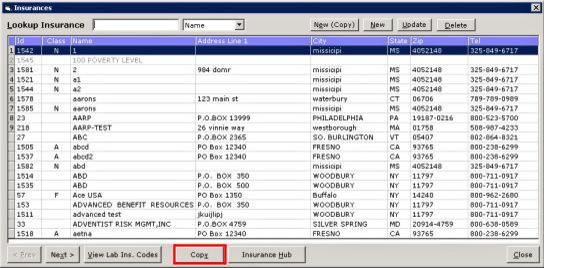 Insurances
Lookup Insurance Name New (Copy) New Update Delete
Id Class Name Address Line 1 City State Zip Tel
1 1542 N 1 missicipi MS 4052148 325-849-6717
2 1545 100 POVERTY LEVEL
3 1581 N 2 984 domr missicipi MS 4052148 325-849-6717
4 1521 N a1 missicipi MS 4052148 325-849-6717
5 1544 N a2 missicipi MS 4052148 325-849-6717
6 1578 aarons 123 main st waterbury CT 06706 789-789-0989
7 1585 N aarons missicipi MS 4052148 325-849-6717
8 23 AARP P.O.BOX 13999 PHILADELPHIA PA 19187-0216 800-523-5700
9 218 AARP-TEST 26 vinnie way westborough MA 01758 508-987-4233
27 ABC P.O.BOX 2365 SO. BURLINGTON VT 05407 802-864-8321
1505 A abcd PO Box 12340 FRESNO CA 93765 800-238-6299
1537 A abcd2 PO Box 12340 FRESNO CA 93765 800-238-6299
1582 N abd missicipi MS 4052148 325-849-6717
1514 ABD P.O. BOX 350 WOODBURY NY 11797 800-711-0917
1535 ABD P.O. BOX 500 WOODBURY NY 11797 800-711-0917
57 F Ace USA PO Box 1350 Buffalo NY 14240 800-962-2680
153 ADVANCED BENEFIT RESOURCES P.O. BOX 350 WOODBURY NY 11797 800-711-0917
1511 advanced test jkuijlipj WOODBURY NY 11797 800-711-0917
33 ADVENTIST RISK MGMT,INC P.O.BOX 4759 SILVER SPRING MD 20914-4759 800-638-0589
1518 A aetna PO Box 12340 FRESNO CA 93765 800-238-6299
< Prev Next > View Lab Ins. Codes Copy Insurance Hub Close